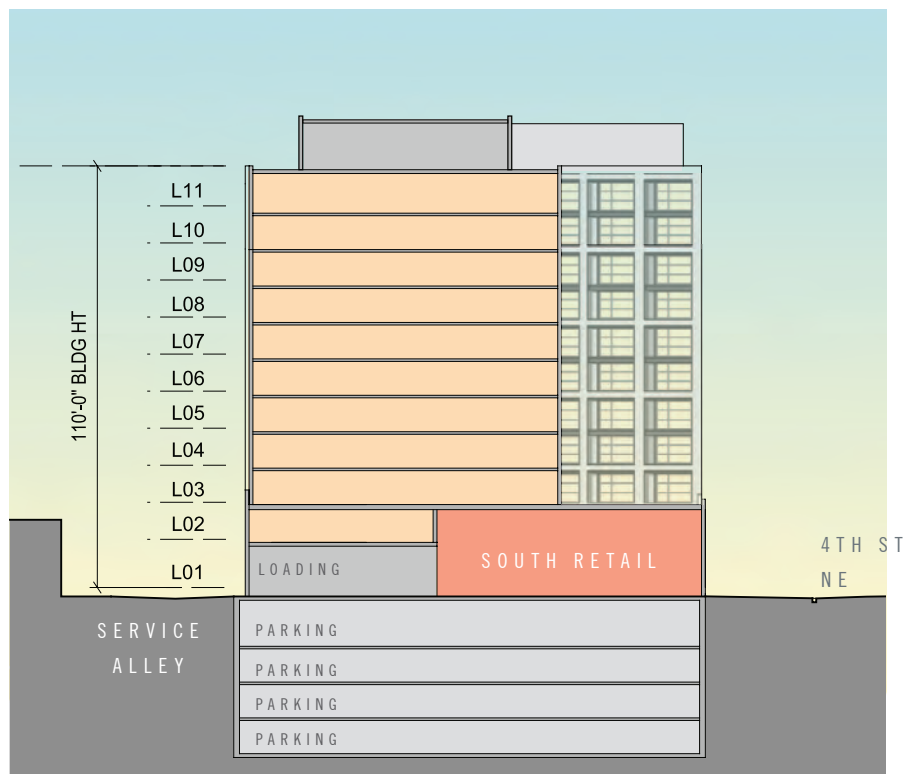 L11
L10
L09
L08
L07
L06
L05
L04
L03
L02
L01
110'-0" BLDG HT
SOUTH RETAIL
LOADING
4TH ST
NE
SERVICE
ALLEY
PARKING
PARKING
PARKING
PARKING